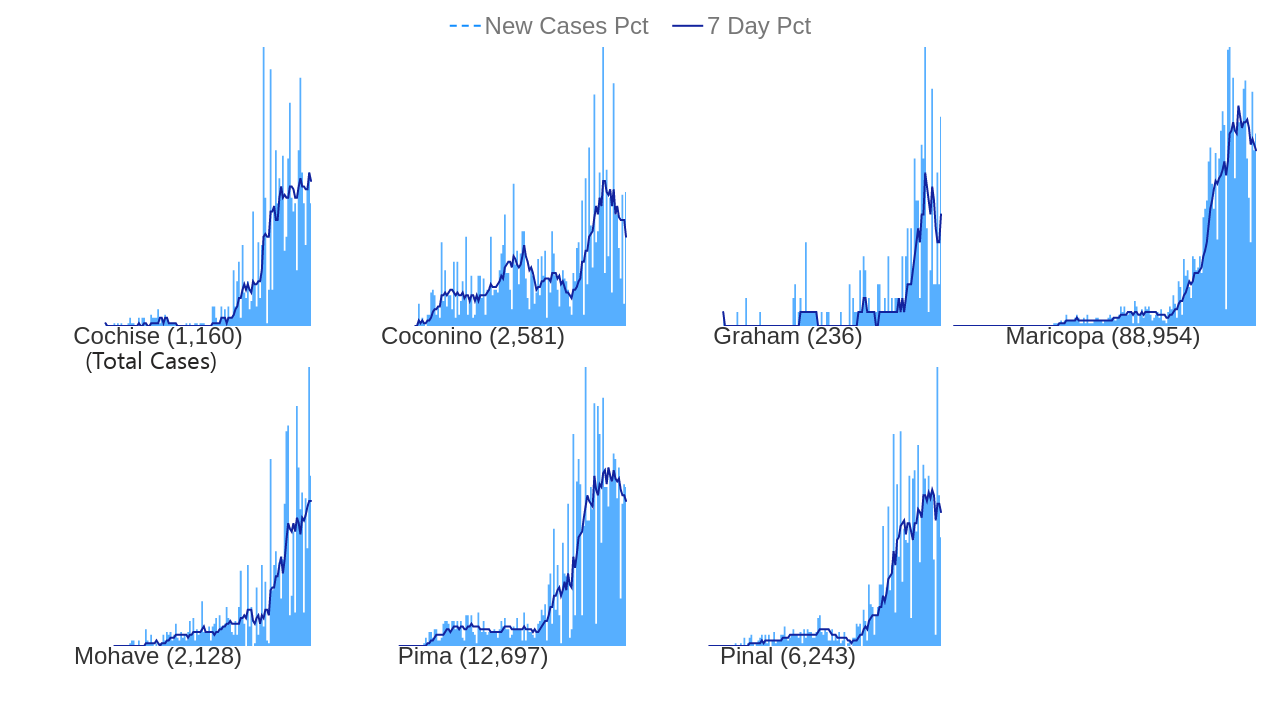 New Cases Pct 7 Day Pct
Cochise (1,160) Coconino (2,581) Graham (236) Maricopa (88,954)
(Total Cases)
Mohave (2,128) Pima (12,697) Pinal (6,243)